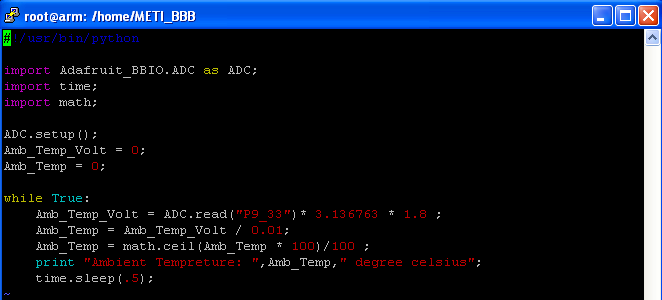 root@arm: /home/METI_BBB
#!/usr/bin/python
import Adafruit_BBIO.ADC as ADC;
import time;
import math;
ADC.setup();
Amb_Temp_Volt = 0;
Amb_Temp = 0;
while True:
    Amb_Temp_Volt = ADC.read("P9_33")* 3.136763 * 1.8 ;
    Amb_Temp = Amb_Temp_Volt / 0.01;
    Amb_Temp = math.ceil(Amb_Temp * 100)/100 ;
    print "Ambient Tempreture: ",Amb_Temp," degree celsius";
    time.sleep(.5);
~